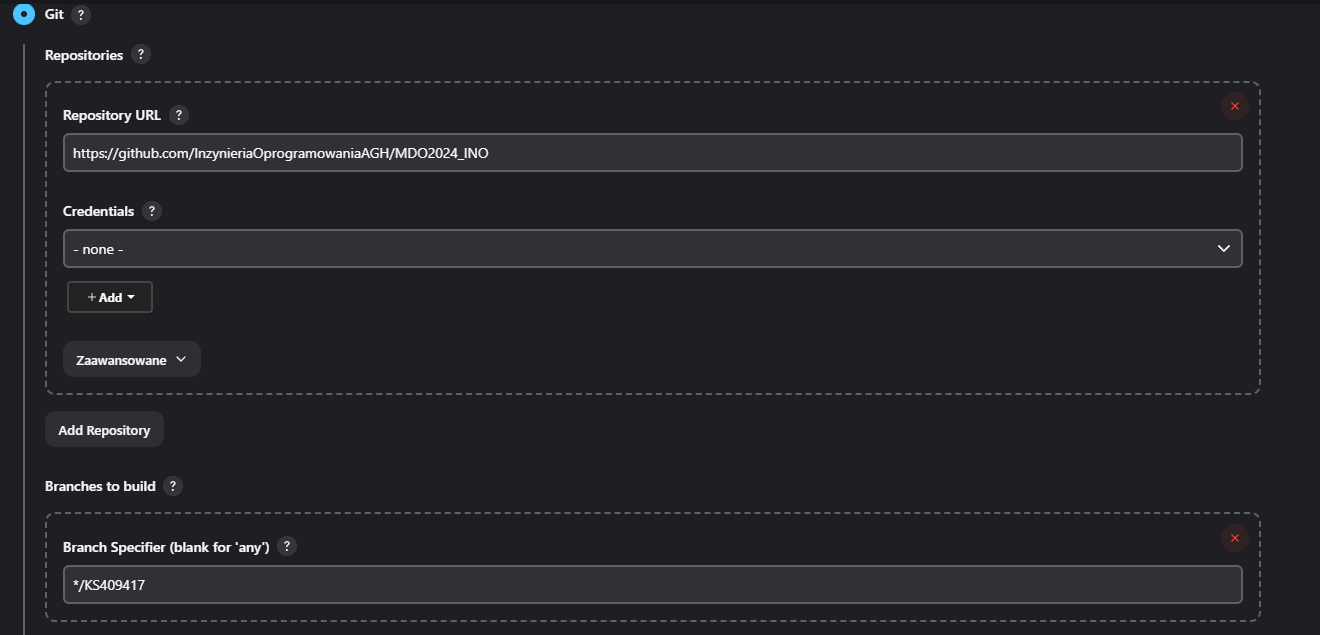 Git ?
Repositories ?
Repository URL ?
https://github.com/InzynieriaOprogramowaniaAGH/MDO2024_INO
Credentials ?
- none -
+ Add
Zaawansowane
Add Repository
Branches to build ?
Branch Specifier (blank for 'any') ?
*/KS409417